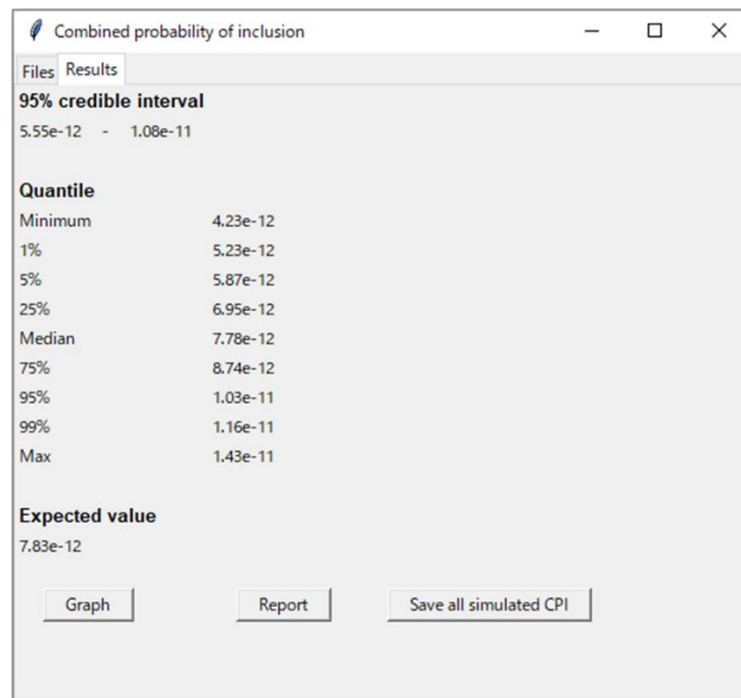 Combined probability of inclusion
Files Results
95% credible interval
5.55e-12 - 1.08e-11
Quantile
Minimum 4.23e-12
1% 5.23e-12
5% 5.87e-12
25% 6.95e-12
Median 7.78e-12
75% 8.74e-12
95% 1.03e-11
99% 1.16e-11
Max 1.43e-11
Expected value
7.83e-12
Graph Report Save all simulated CPI